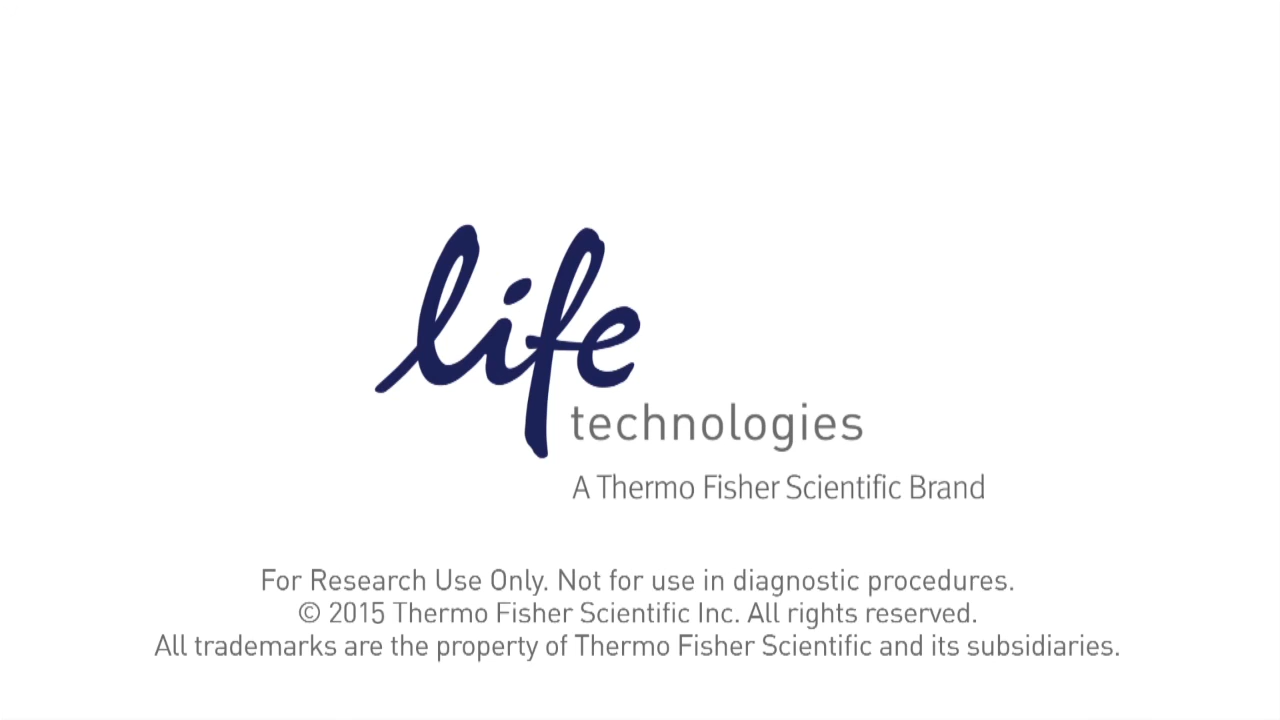 life
technologies
A Thermo Fisher Scientific Brand
For Research Use Only. Not for use in diagnostic procedures.
© 2015 Thermo Fisher Scientific Inc. All rights reserved.
All trademarks are the property of Thermo Fisher Scientific and its subsidiaries.